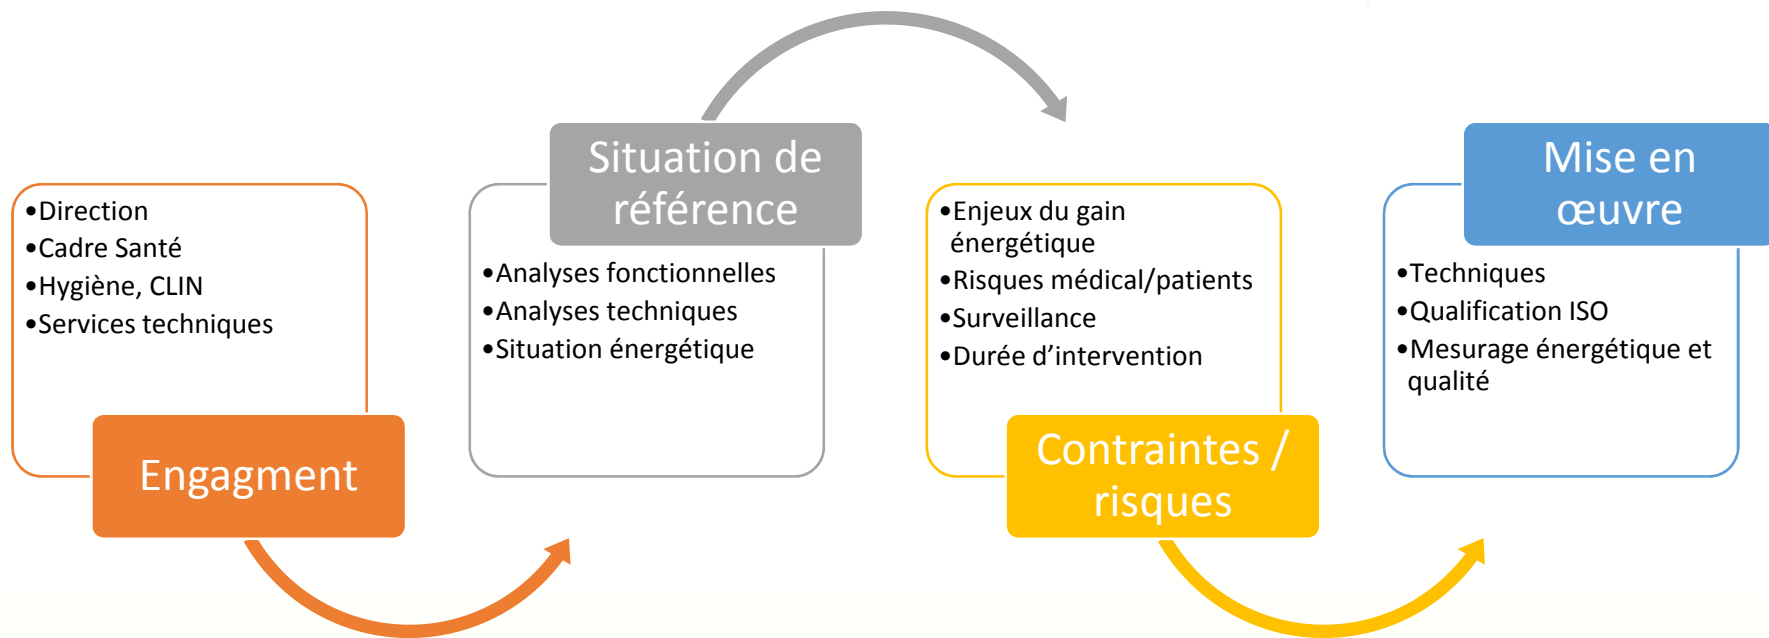 •Direction
•Cadre Santé
•Hygiène, CLIN
•Services techniques
Engagment
Situation de
référence
•Analyses fonctionnelles
•Analyses techniques
•Situation énergétique
•Enjeux du gain
énergétique
•Risques médical/patients
•Surveillance
•Durée d’intervention
Contraintes /
risques
Mise en
œuvre
•Techniques
•Qualification ISO
•Mesurage énergétique et
qualité